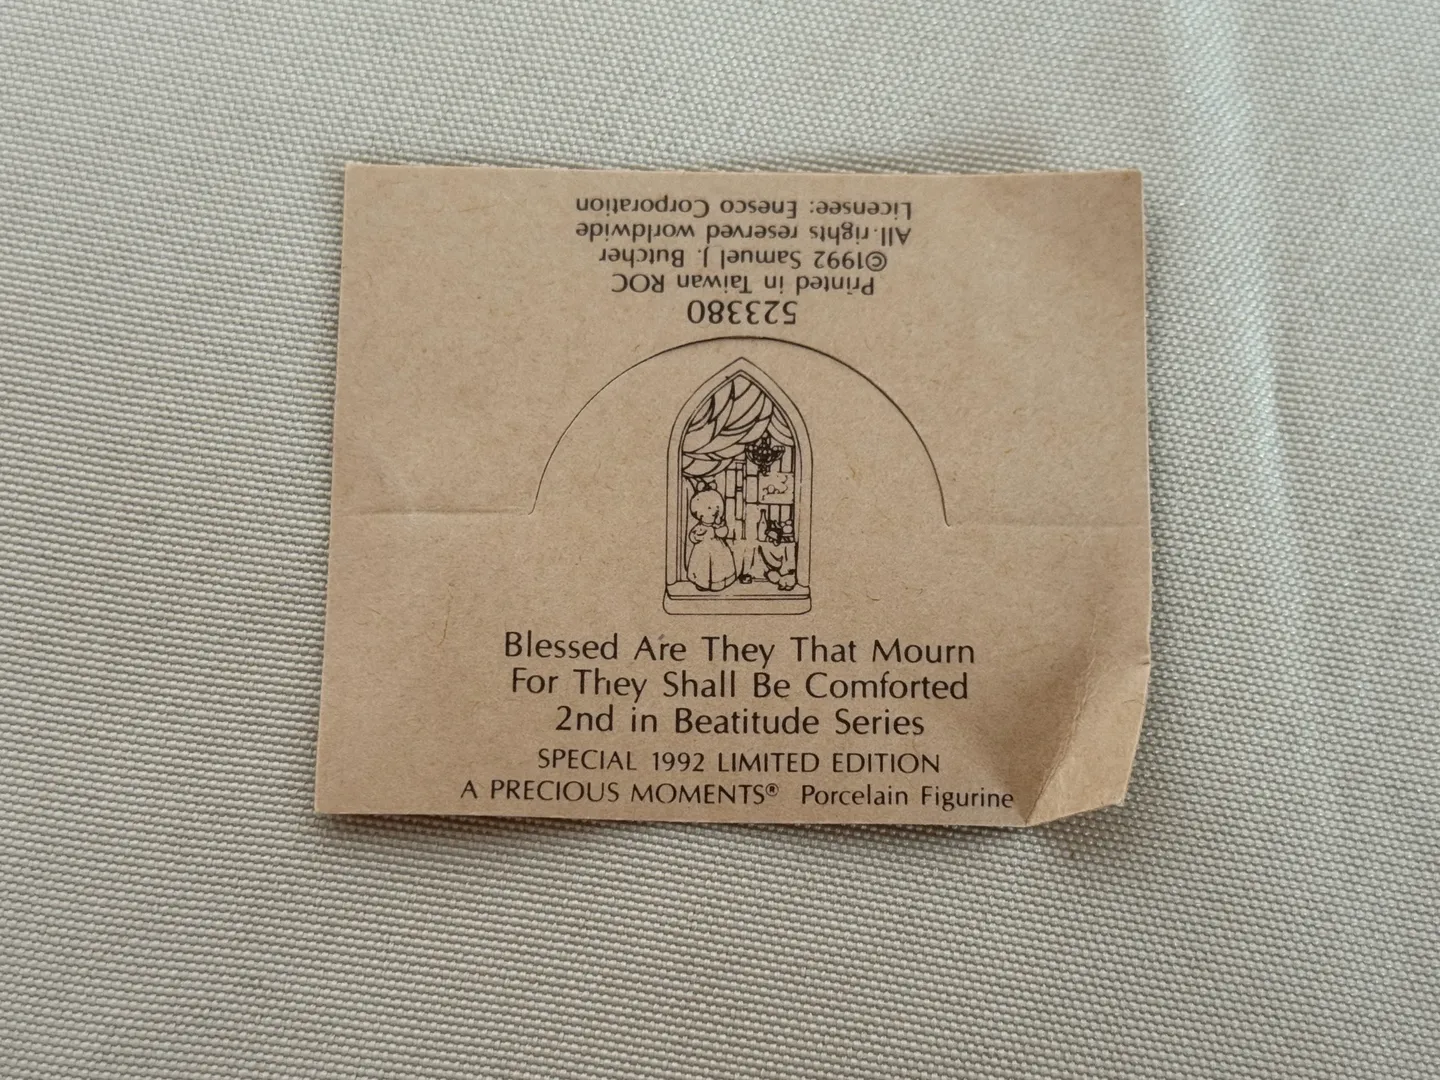 523380
Printed in Taiwan ROC
©1992 Samuel J. Butcher
All rights reserved worldwide
Licensee: Enesco Corporation
Blessed Are They That Mourn
For They Shall Be Comforted
2nd in Beatitude Series
SPECIAL 1992 LIMITED EDITION
A PRECIOUS MOMENTS® Porcelain Figurine